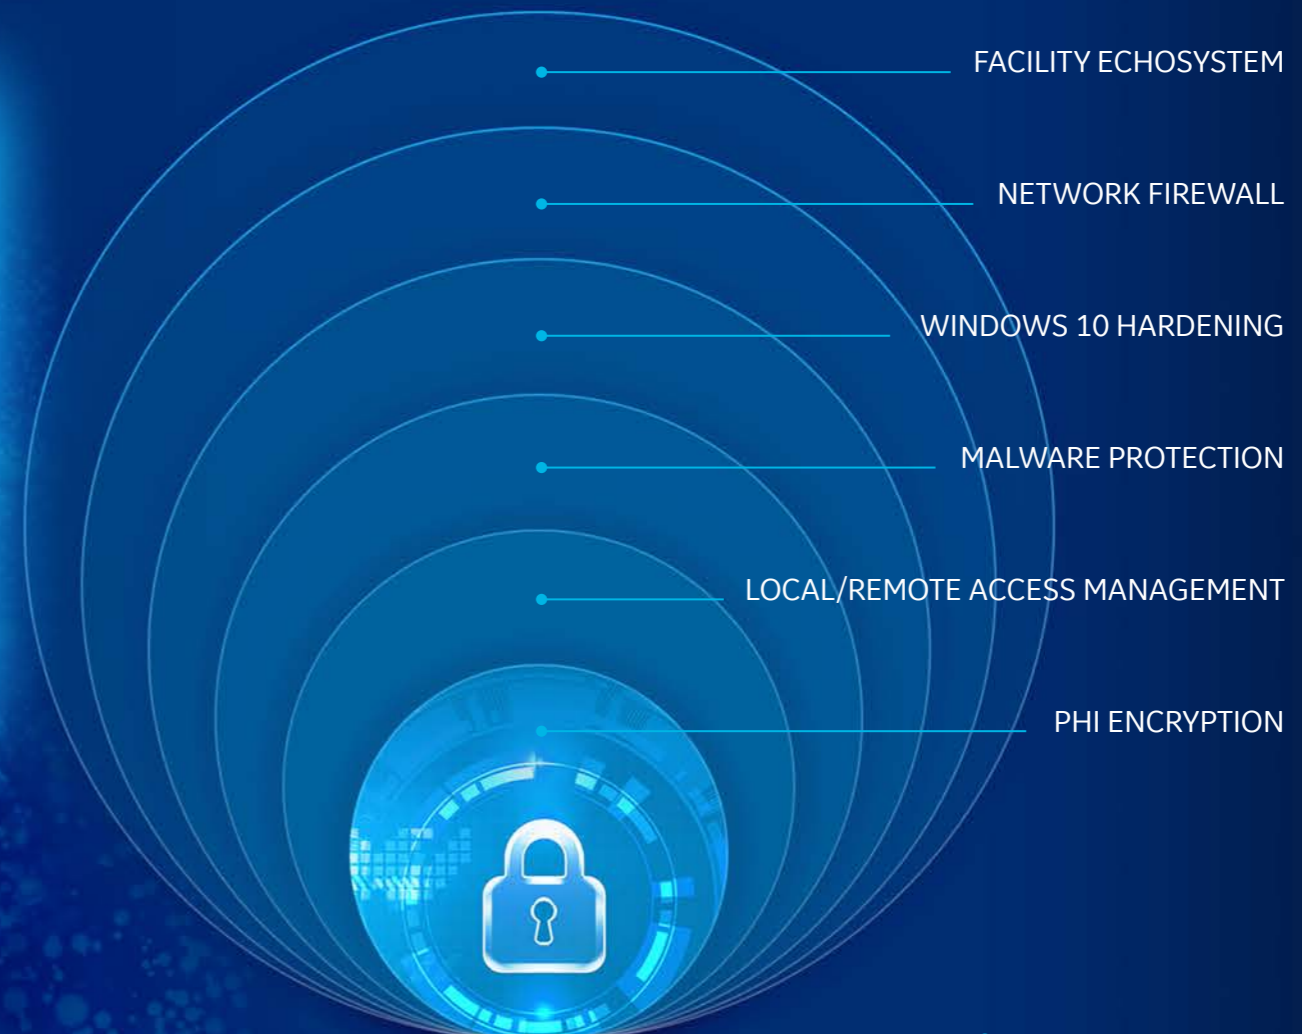 FACILITY ECHOSYSTEM
NETWORK FIREWALL
WINDOWS 10 HARDENING
MALWARE PROTECTION
LOCAL/REMOTE ACCESS MANAGEMENT
PHI ENCRYPTION